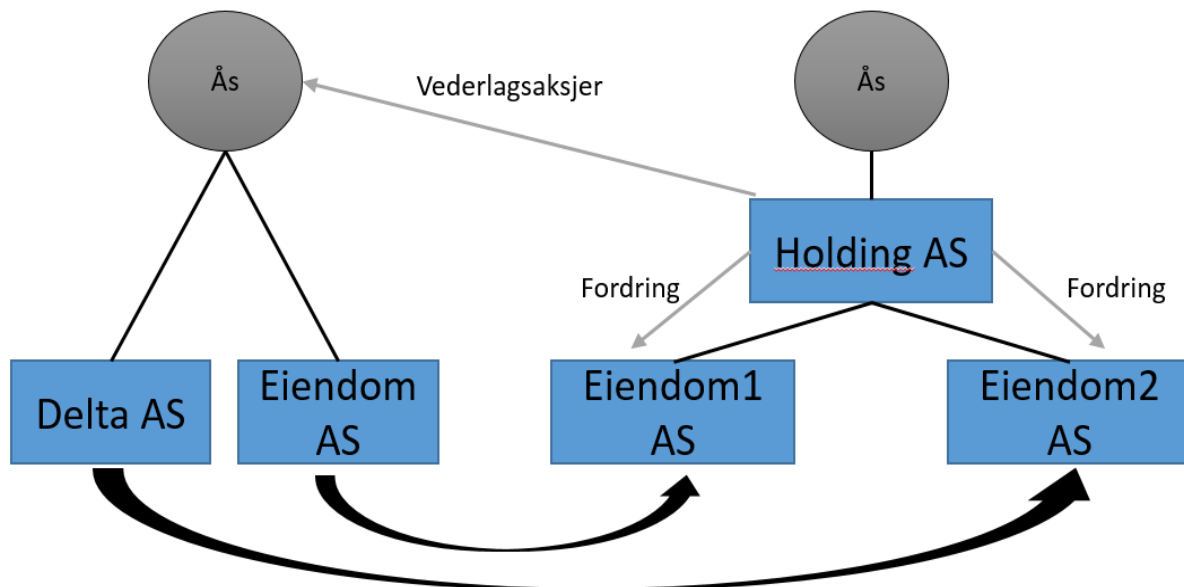 Ås
Ås
Vederlagsaksjer
Holding AS
Fordring
Fordring
Delta AS
Eiendom
AS
Eiendom1
AS
Eiendom2
AS